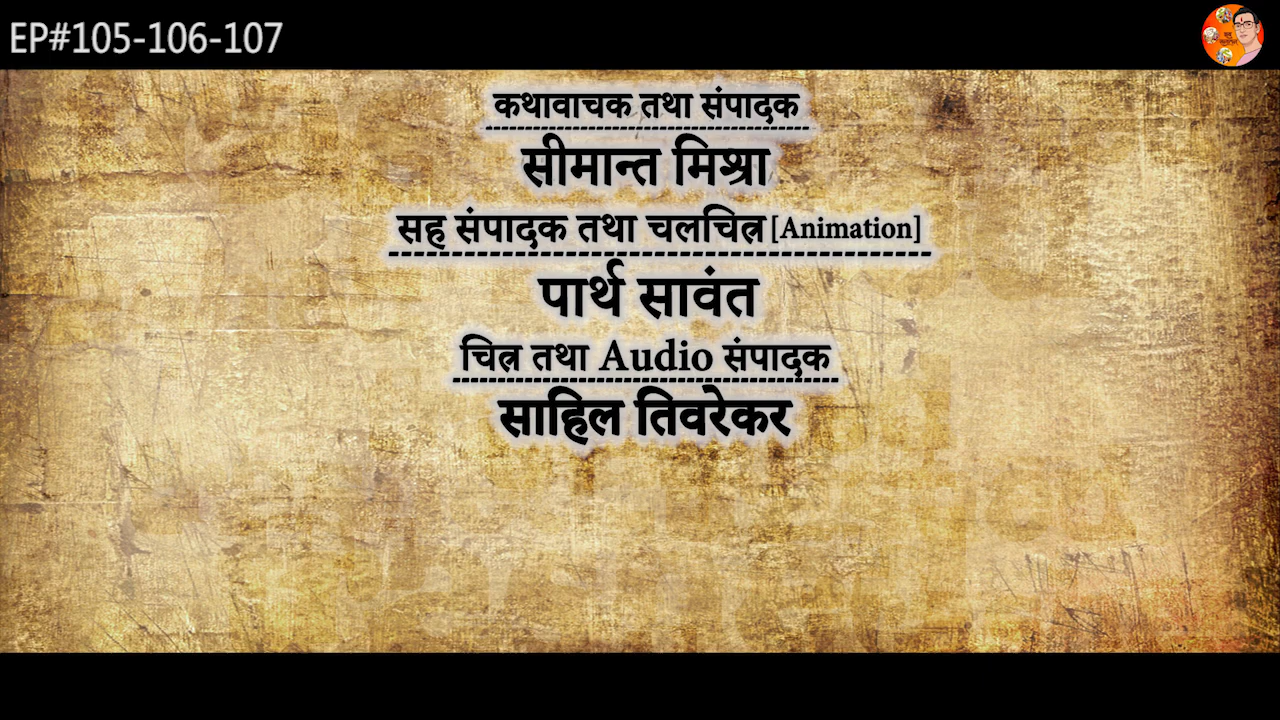 EP#105-106-107
कथावाचक तथा संपादक
सीमान्त मिश्रा
सह संपादक तथा चलचित्र [Animation]
पार्थ सावंत
चित्र तथा Audio संपादक
साहिल तिवरेकर